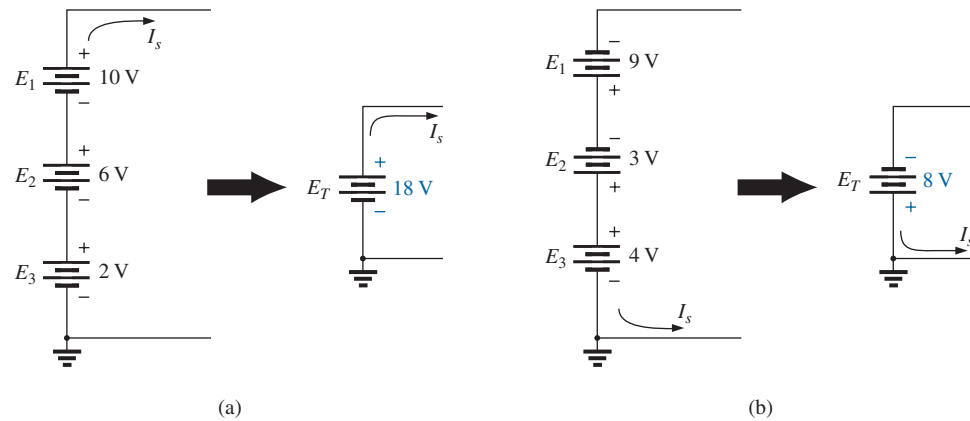 +
I_s
E_1
10 V
−
+
E_2
6 V
−
+
E_3
2 V
−
I_s
+
E_T
18 V
−
(a)
−
E_1
9 V
+
−
E_2
3 V
+
+
E_3
4 V
−
I_s
−
E_T
8 V
+
I_s
(b)